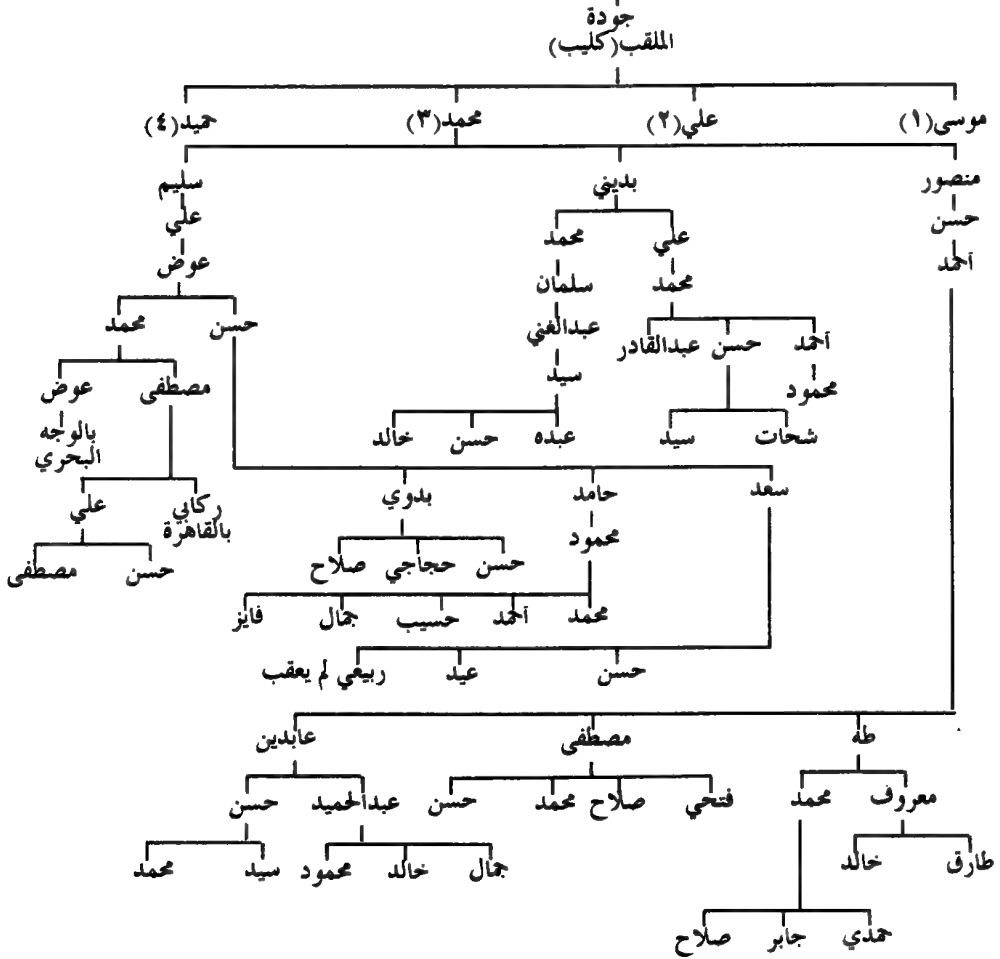 جودة
الملقب (كليب)
موسى (١) علي (٢) محمد (٣) حميد (٤)
منصور بديني سليم
حسن علي
أحمد علي محمد عوض
محمد سلمان
حسن محمد
أحمد حسن عبدالقادر عبدالغني
محمود سيد مصطفى عوض
شحات سيد عبده حسن خالد بالوجه
البحري
سعد حامد بدوي ركابي علي
بالقاهرة
محمود
حسن حجاجي صلاح حسن مصطفى
محمد أحمد حسيب جمال فايز
حسن عيد ربيعي لم يعقب
طه مصطفى عابدين
معروف محمد فتحي صلاح محمد حسن عبدالحميد حسن
طارق خالد جمال خالد محمود سيد محمد
حمدي جابر صلاح